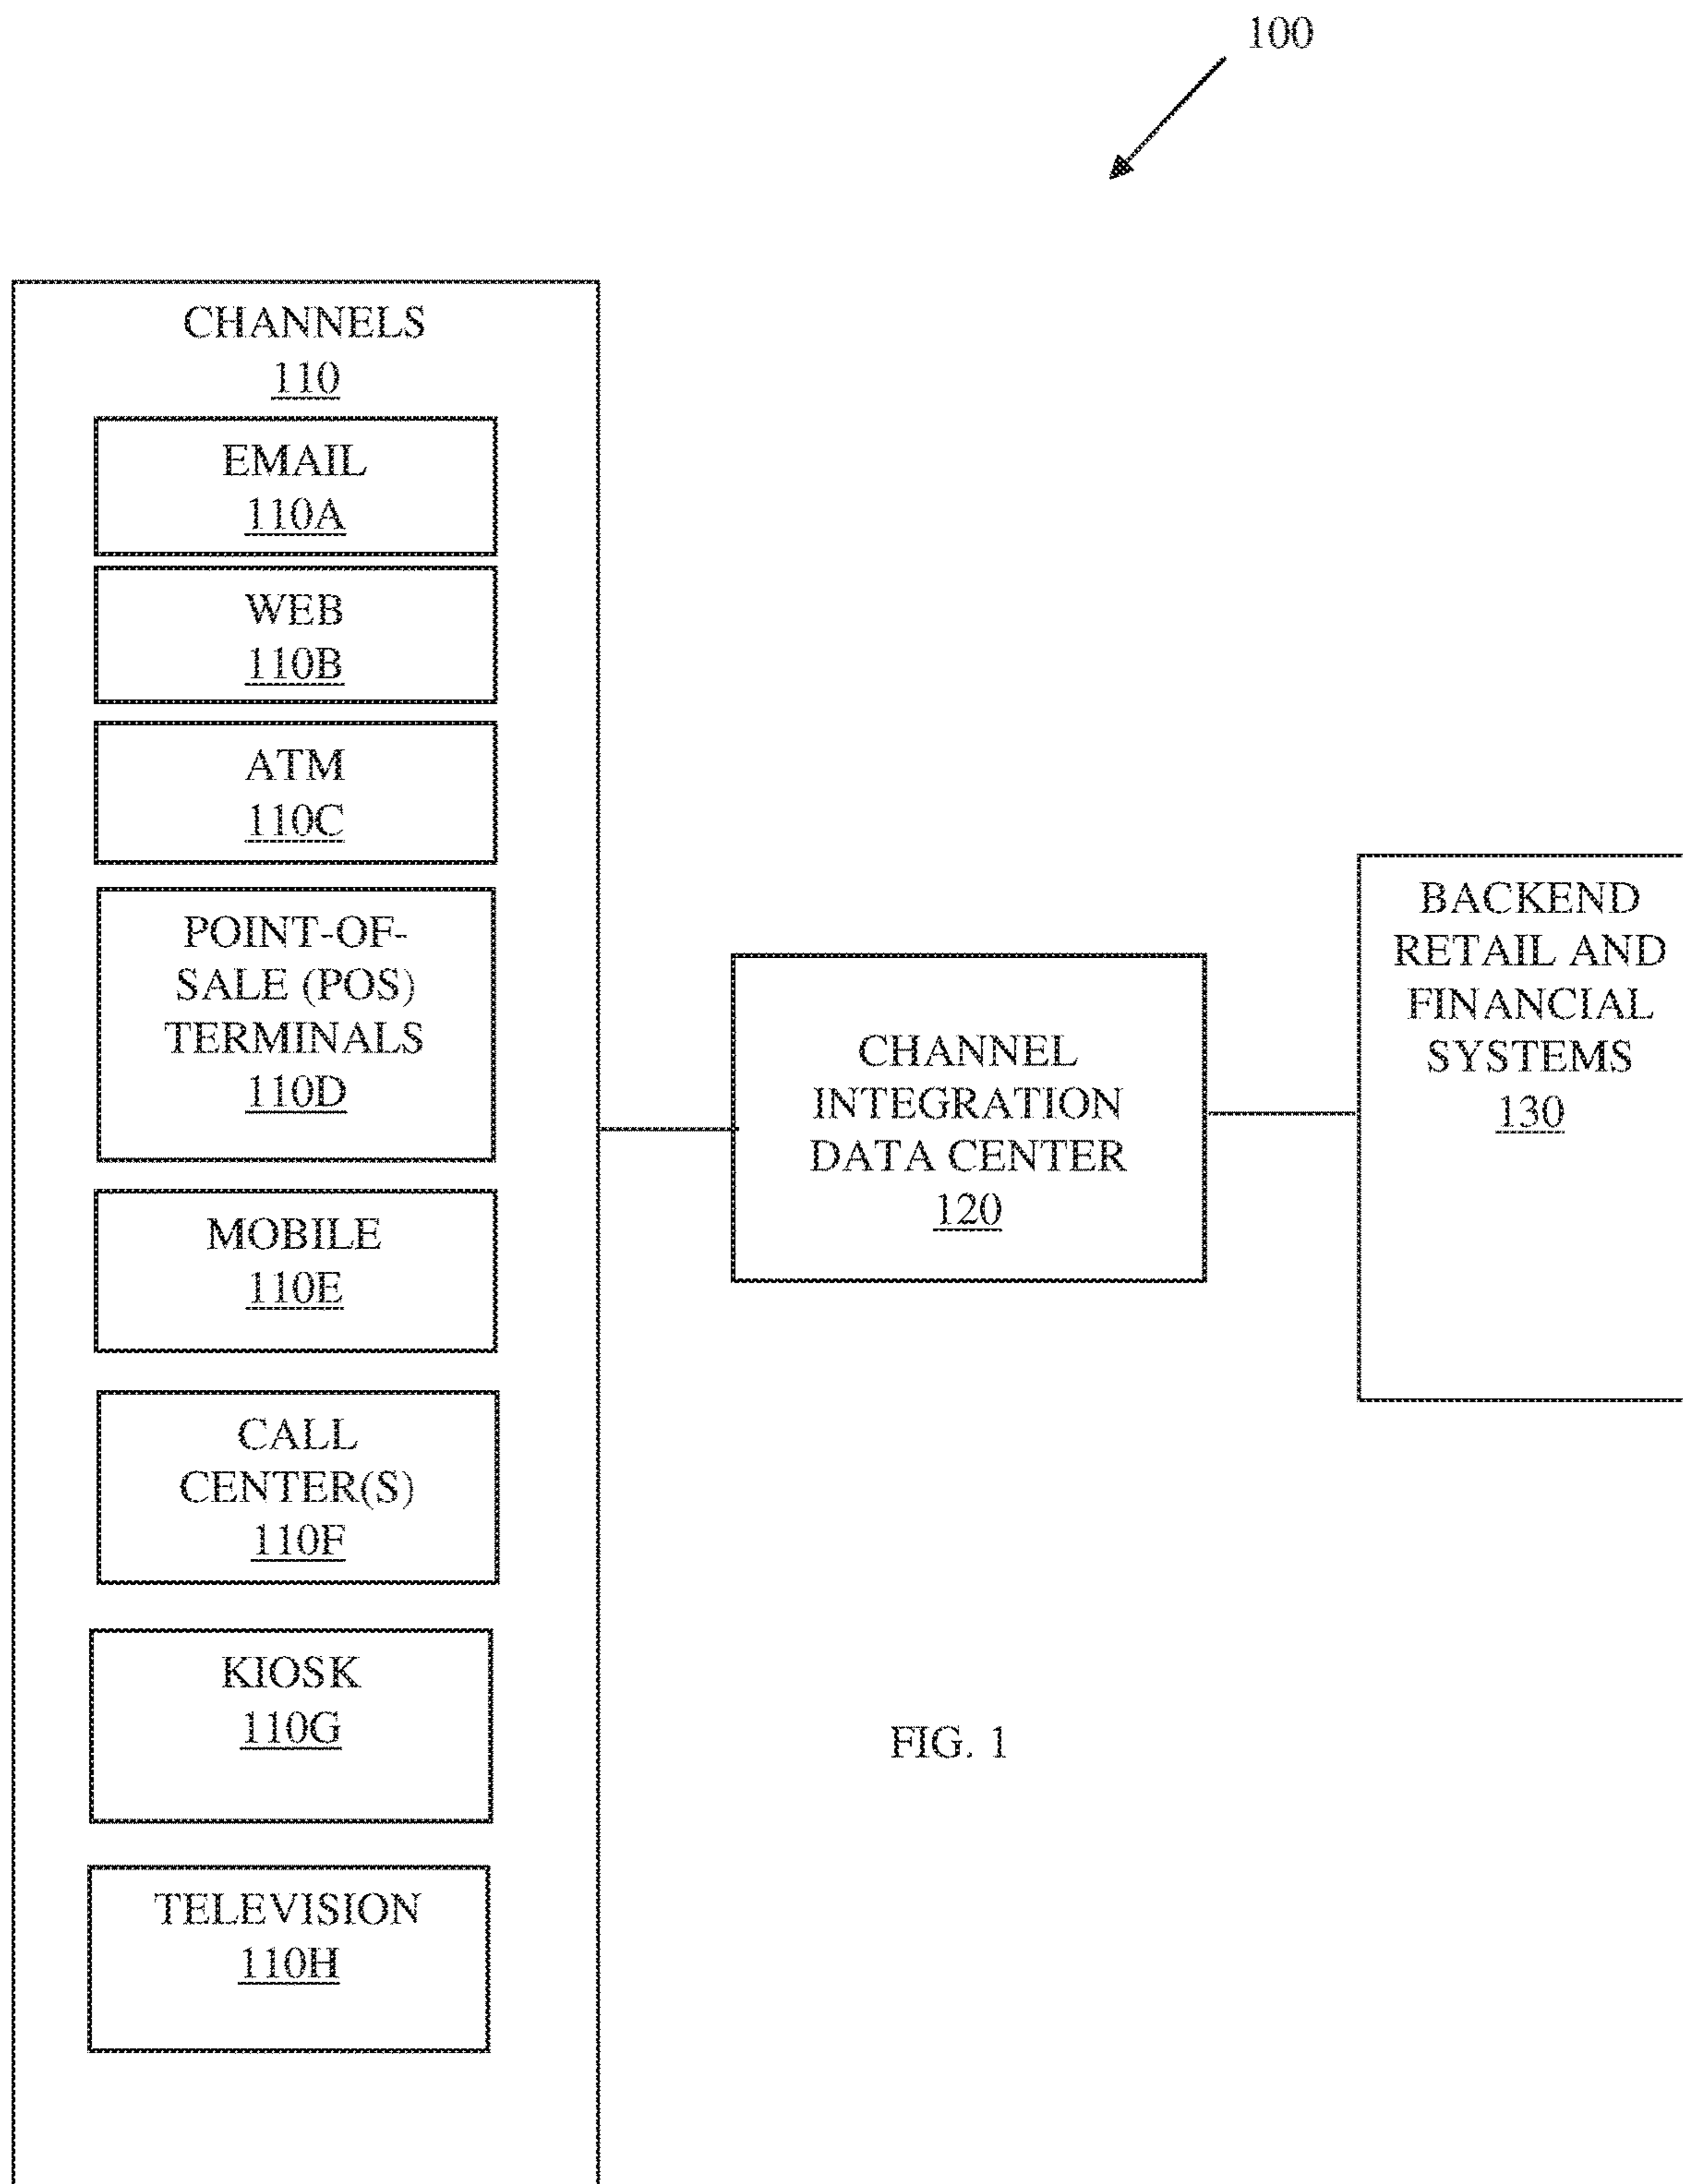 100
CHANNELS
110
EMAIL
110A
WEB
110B
ATM
110C
POINT-OF-
SALE (POS)
TERMINALS
110D
MOBILE
110E
CALL
CENTER(S)
110F
KIOSK
110G
TELEVISION
110H
CHANNEL
INTEGRATION
DATA CENTER
120
BACKEND
RETAIL AND
FINANCIAL
SYSTEMS
130
FIG. 1